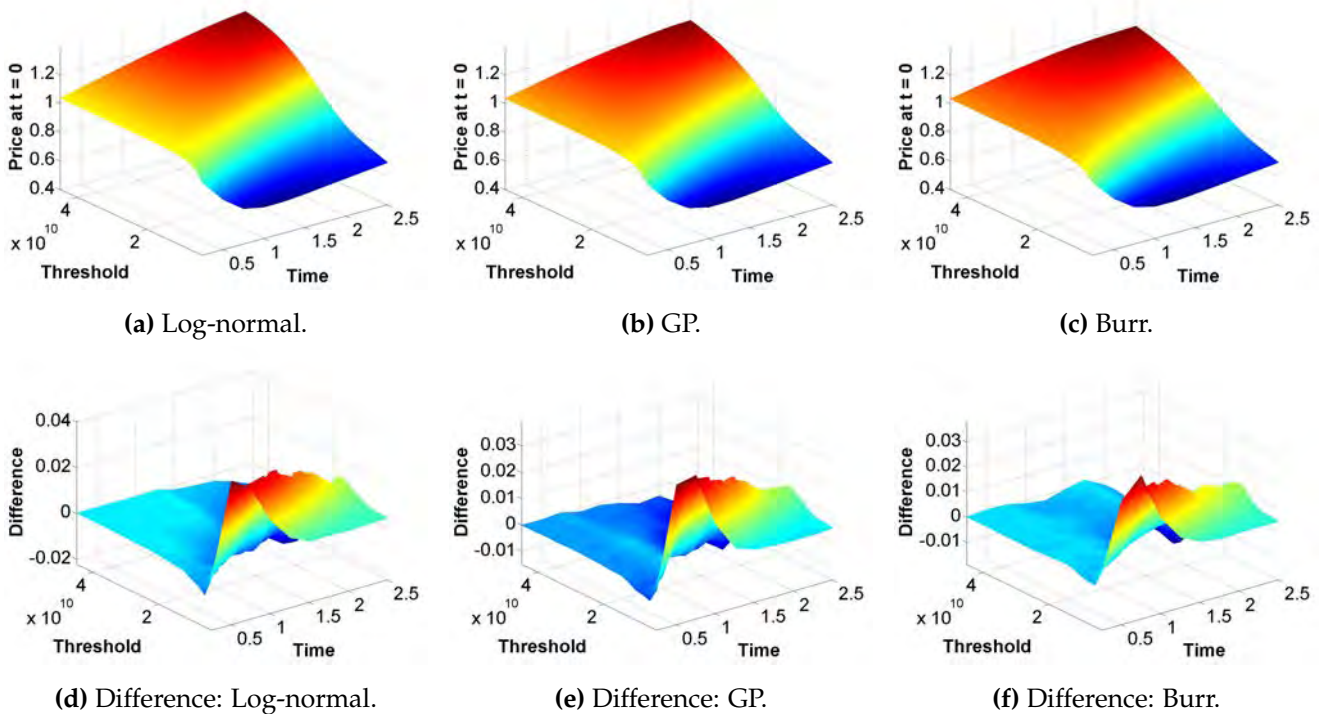 Price at t = 0
1.2
1
0.8
0.6
0.4
4
x 10^10
2
Threshold
0.5
1
1.5
2
2.5
Time
(a) Log-normal.
Price at t = 0
1.2
1
0.8
0.6
0.4
4
x 10^10
2
Threshold
0.5
1
1.5
2
2.5
Time
(b) GP.
Price at t = 0
1.2
1
0.8
0.6
0.4
4
x 10^10
2
Threshold
0.5
1
1.5
2
2.5
Time
(c) Burr.
Difference
0.04
0.02
0
-0.02
4
x 10^10
2
Threshold
0.5
1
1.5
2
2.5
Time
(d) Difference: Log-normal.
Difference
0.03
0.02
0.01
0
-0.01
4
x 10^10
2
Threshold
0.5
1
1.5
2
2.5
Time
(e) Difference: GP.
Difference
0.03
0.02
0.01
0
-0.01
4
x 10^10
2
Threshold
0.5
1
1.5
2
2.5
Time
(f) Difference: Burr.